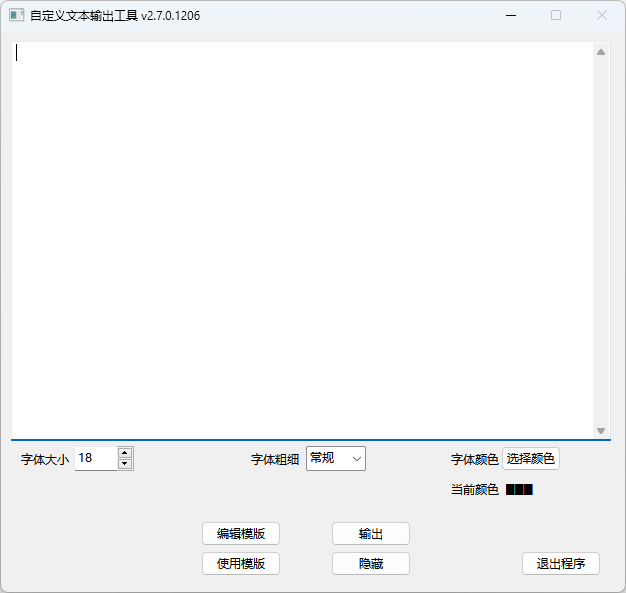 自定义文本输出工具 v2.7.0.1206
字体大小 18 字体粗细 常规 字体颜色 选择颜色
当前颜色 ███
编辑模版 输出
使用模版 隐藏 退出程序